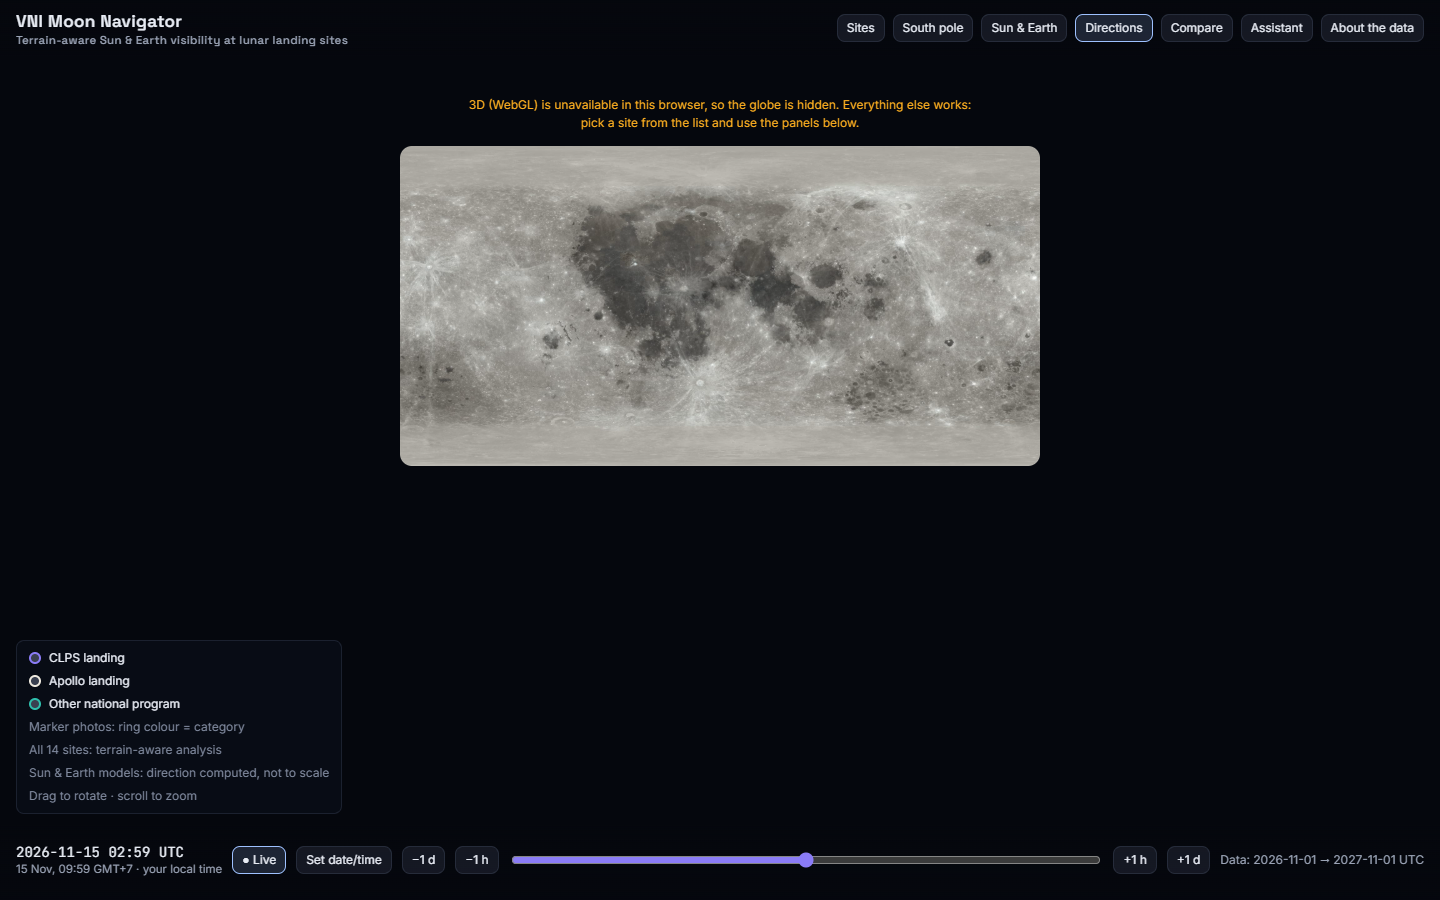 VNI Moon Navigator
Terrain-aware Sun & Earth visibility at lunar landing sites
Sites
South pole
Sun & Earth
Directions
Compare
Assistant
About the data
3D (WebGL) is unavailable in this browser, so the globe is hidden. Everything else works:
pick a site from the list and use the panels below.
CLPS landing
Apollo landing
Other national program
Marker photos: ring colour = category
All 14 sites: terrain-aware analysis
Sun & Earth models: direction computed, not to scale
Drag to rotate · scroll to zoom
2026-11-15 02:59 UTC
15 Nov, 09:59 GMT+7 · your local time
● Live
Set date/time
−1 d
−1 h
+1 h
+1 d
Data: 2026-11-01 → 2027-11-01 UTC